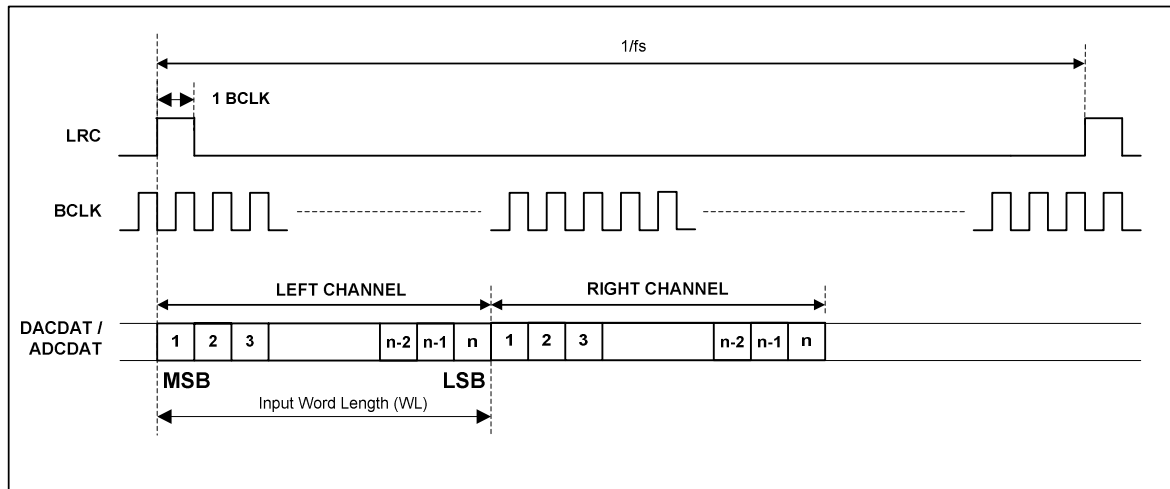 1/fs
1 BCLK
LRC
BCLK
LEFT CHANNEL
RIGHT CHANNEL
DACDAT /
ADCDAT
1 2 3 n-2 n-1 n 1 2 3 n-2 n-1 n
MSB LSB
Input Word Length (WL)